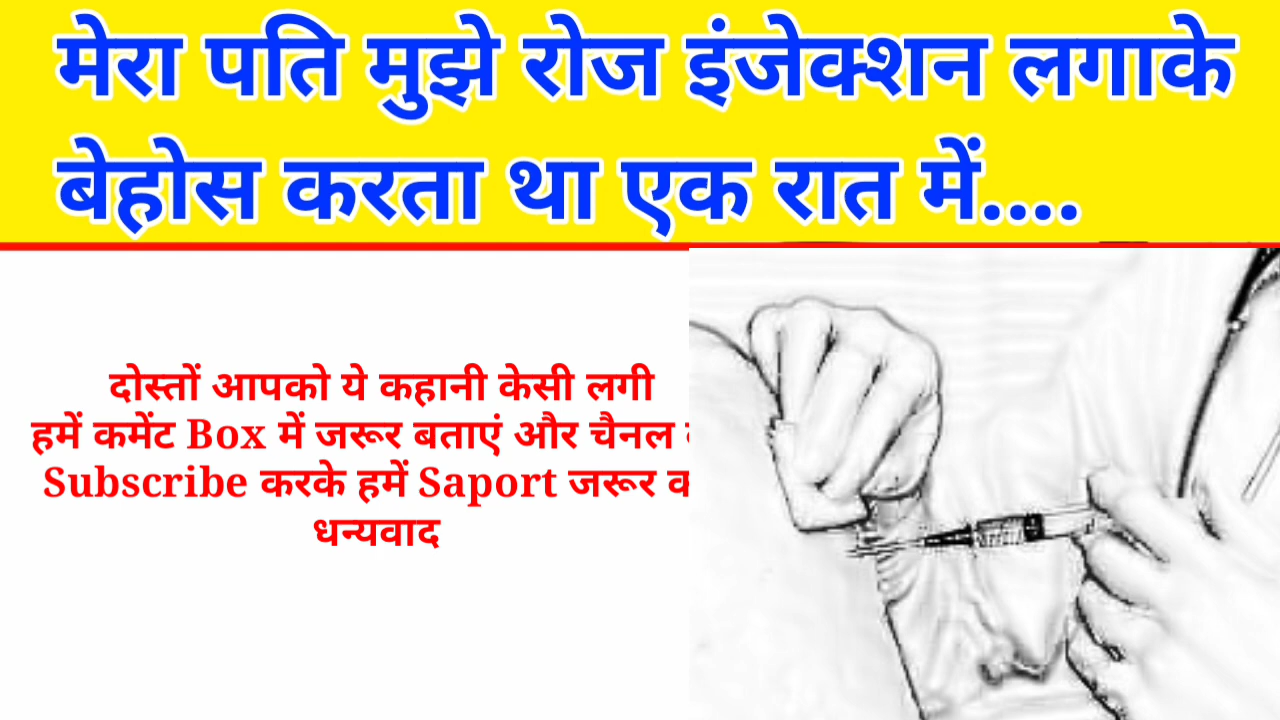 मेरा पति मुझे रोज इंजेक्शन लगाके
बेहोस करता था एक रात में....
दोस्तों आपको ये कहानी केसी लगी
हमें कमेंट Box में जरूर बताएं और चैनल
Subscribe करके हमें Saport जरूर
धन्यवाद